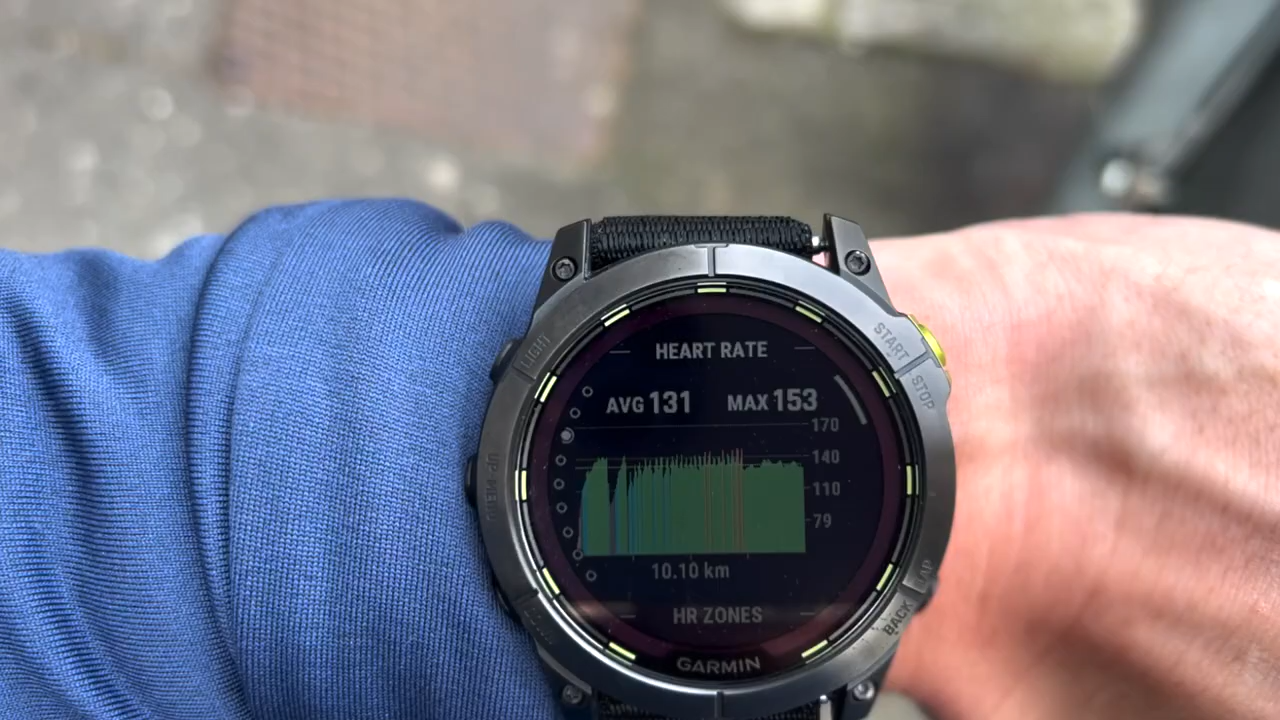 LIGHT
HEART RATE
START
STOP
AVG 131 MAX 153
170
140
110
79
UP·MENU
10.10 km
LAP
BACK
HR ZONES
GARMIN